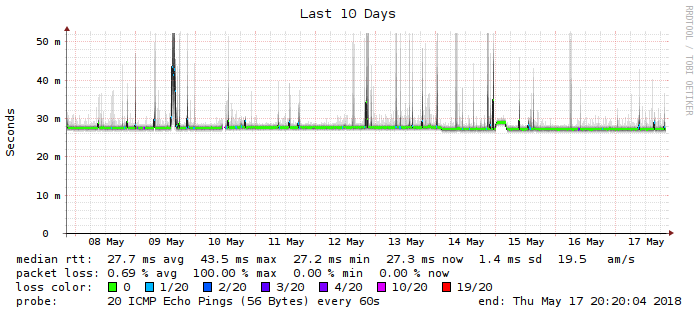 Last 10 Days
RRDTOOL / TOBI OETIKER
Seconds
50 m
40 m
30 m
20 m
10 m
0
08 May 09 May 10 May 11 May 12 May 13 May 14 May 15 May 16 May 17 May
median rtt: 27.7 ms avg 43.5 ms max 27.2 ms min 27.3 ms now 1.4 ms sd 19.5 am/s
packet loss: 0.69 % avg 100.00 % max 0.00 % min 0.00 % now
loss color: 0 1/20 2/20 3/20 4/20 10/20 19/20
probe: 20 ICMP Echo Pings (56 Bytes) every 60s end: Thu May 17 20:20:04 2018